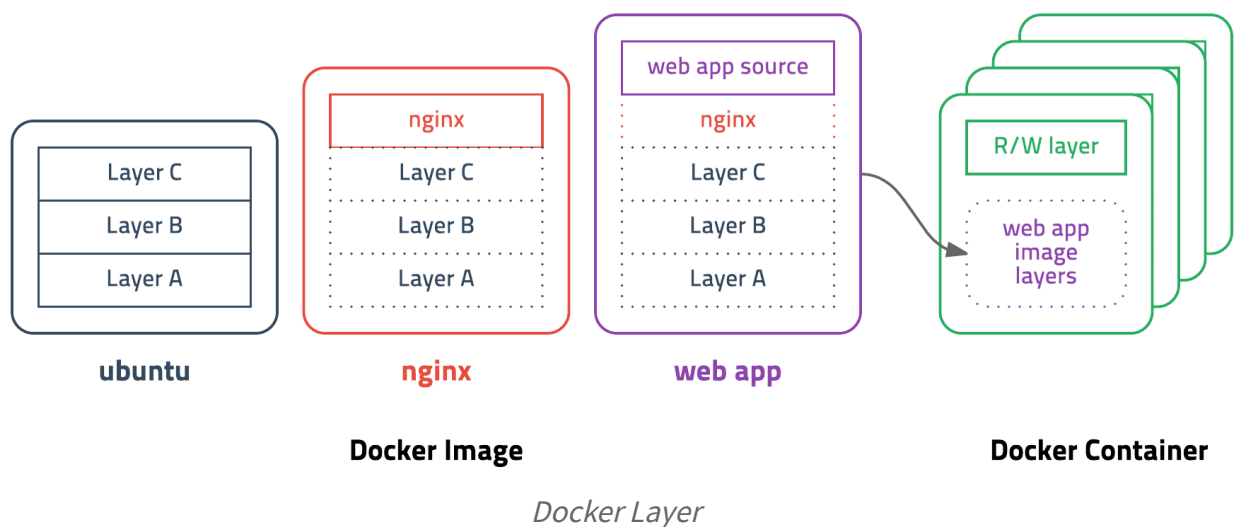 Layer C
Layer B
Layer A
ubuntu
nginx
Layer C
Layer B
Layer A
nginx
web app source
nginx
Layer C
Layer B
Layer A
web app
R/W layer
web app
image
layers
Docker Image
Docker Container
Docker Layer